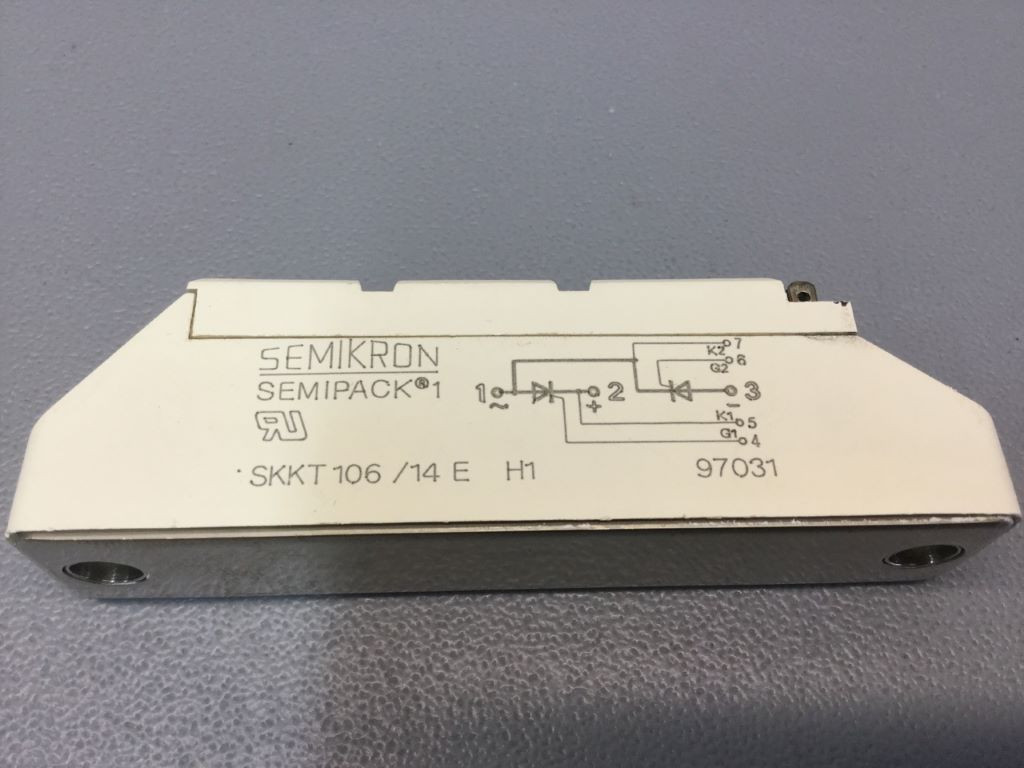 SEMIKRON
SEMIPACK® 1
RU
SKKT 106 /14 E H1 97031
1 ~
2 +
3 -
K2 7
G2 6
K1 5
G1 4